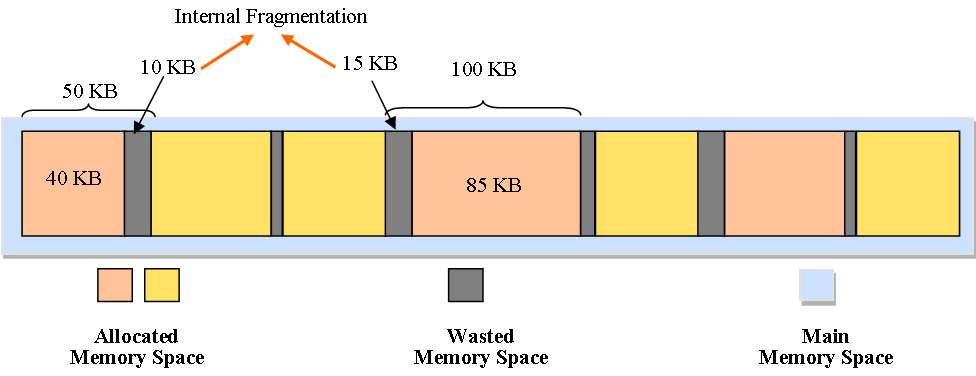 Internal Fragmentation
10 KB
15 KB
100 KB
50 KB
40 KB
85 KB
Allocated
Memory Space
Wasted
Memory Space
Main
Memory Space